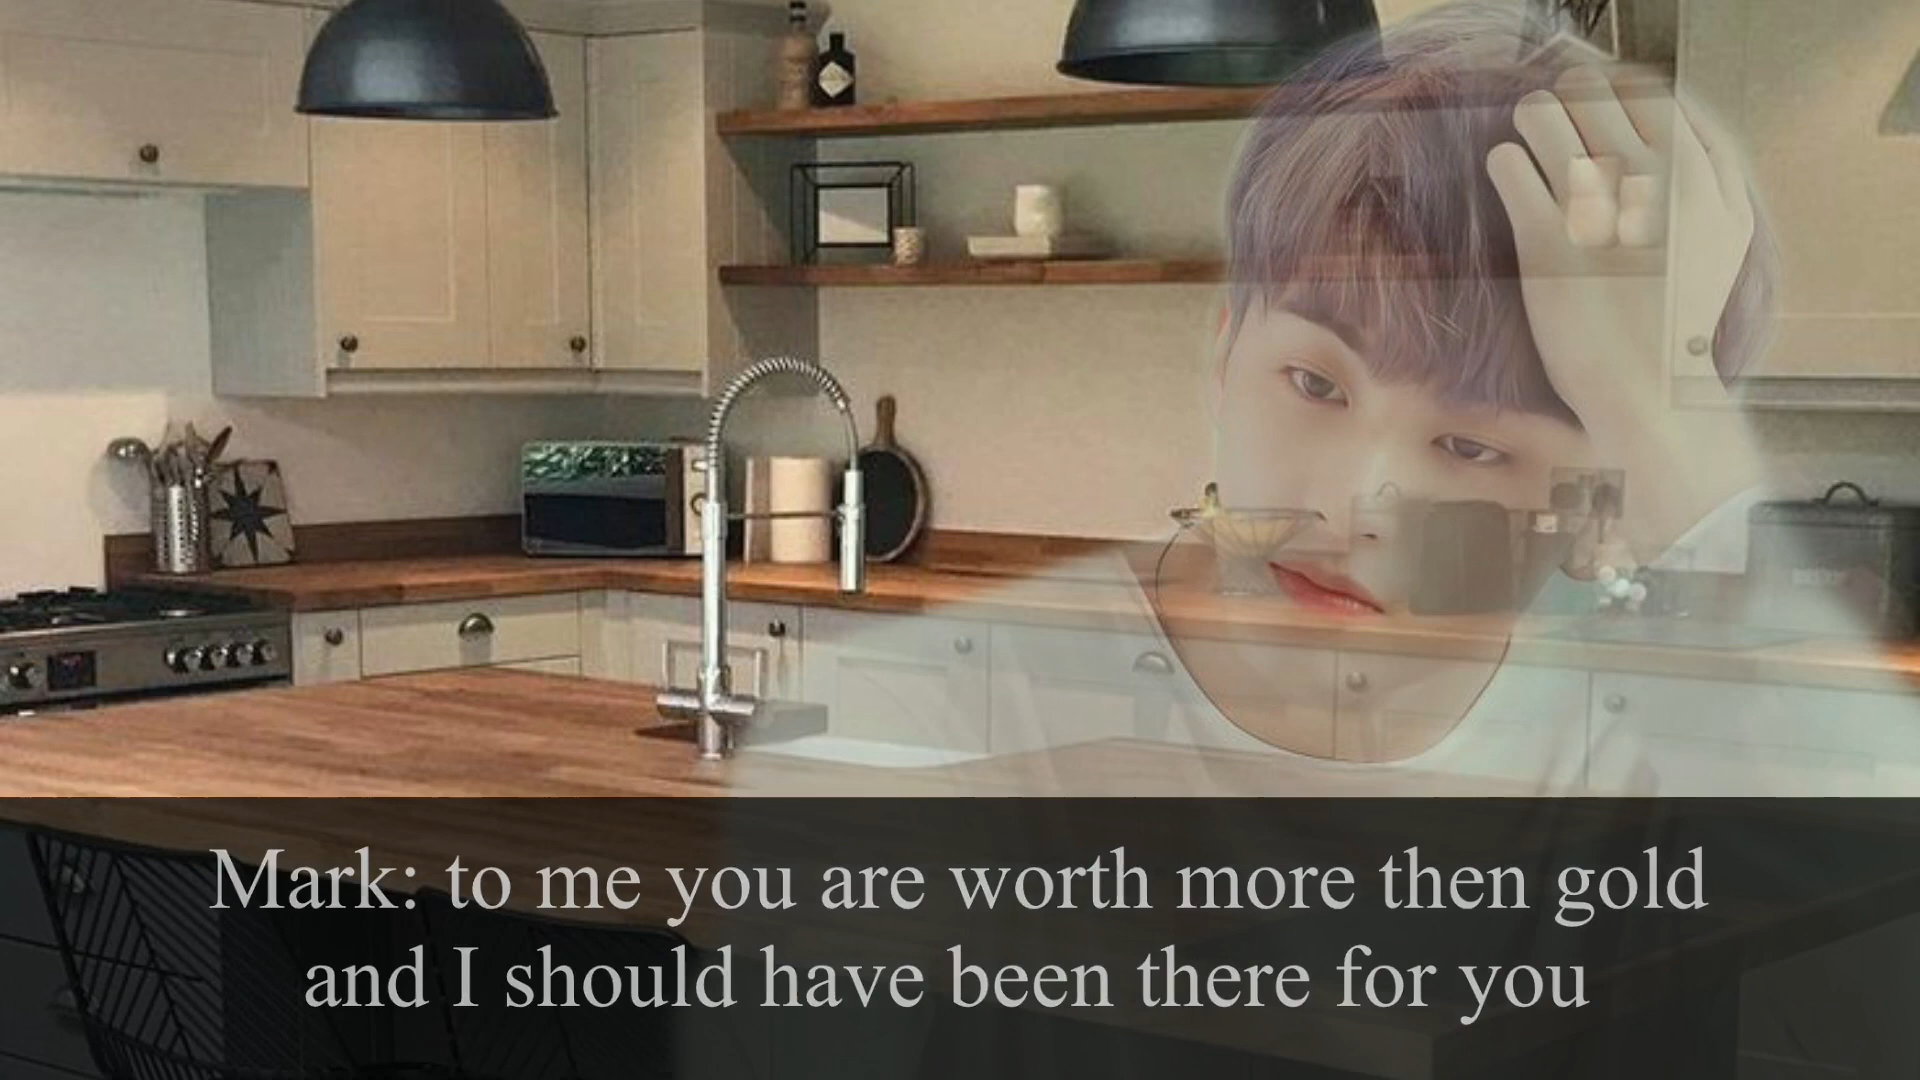 Mark: to me you are worth more then gold
and I should have been there for you